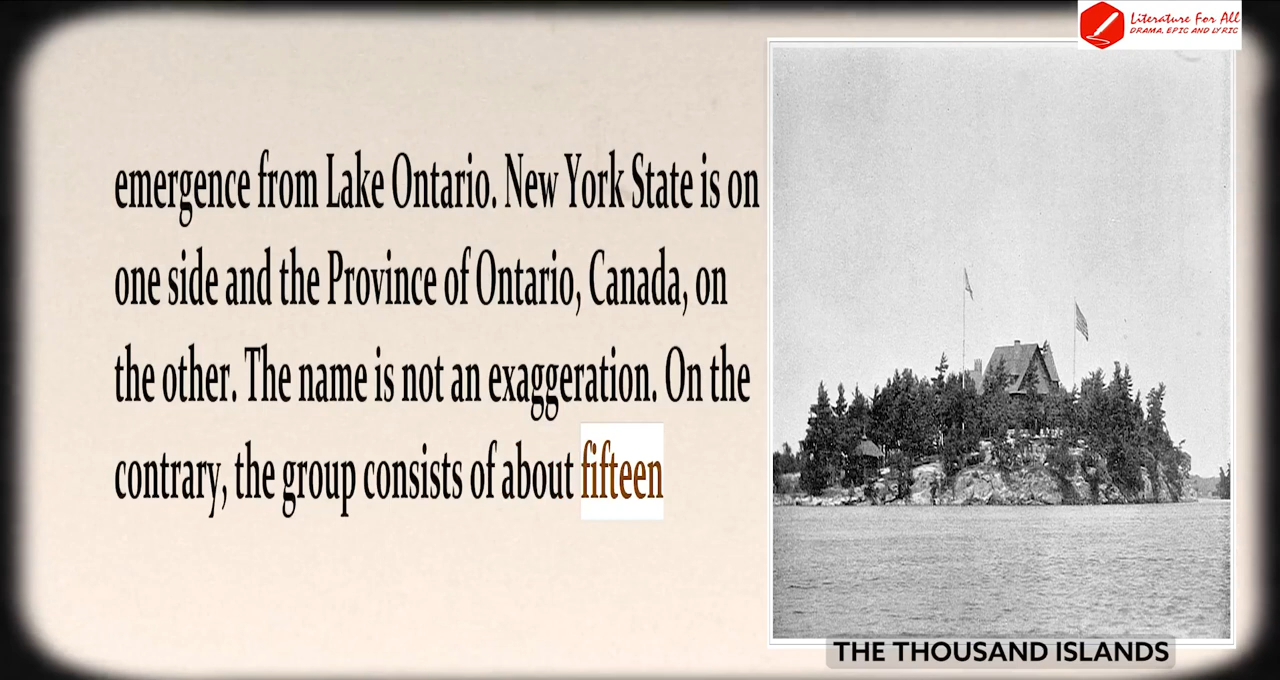 Literature For All
DRAMA, EPIC AND LYRIC
emergence from Lake Ontario. New York State is on
one side and the Province of Ontario, Canada, on
the other. The name is not an exaggeration. On the
contrary, the group consists of about fifteen
THE THOUSAND ISLANDS